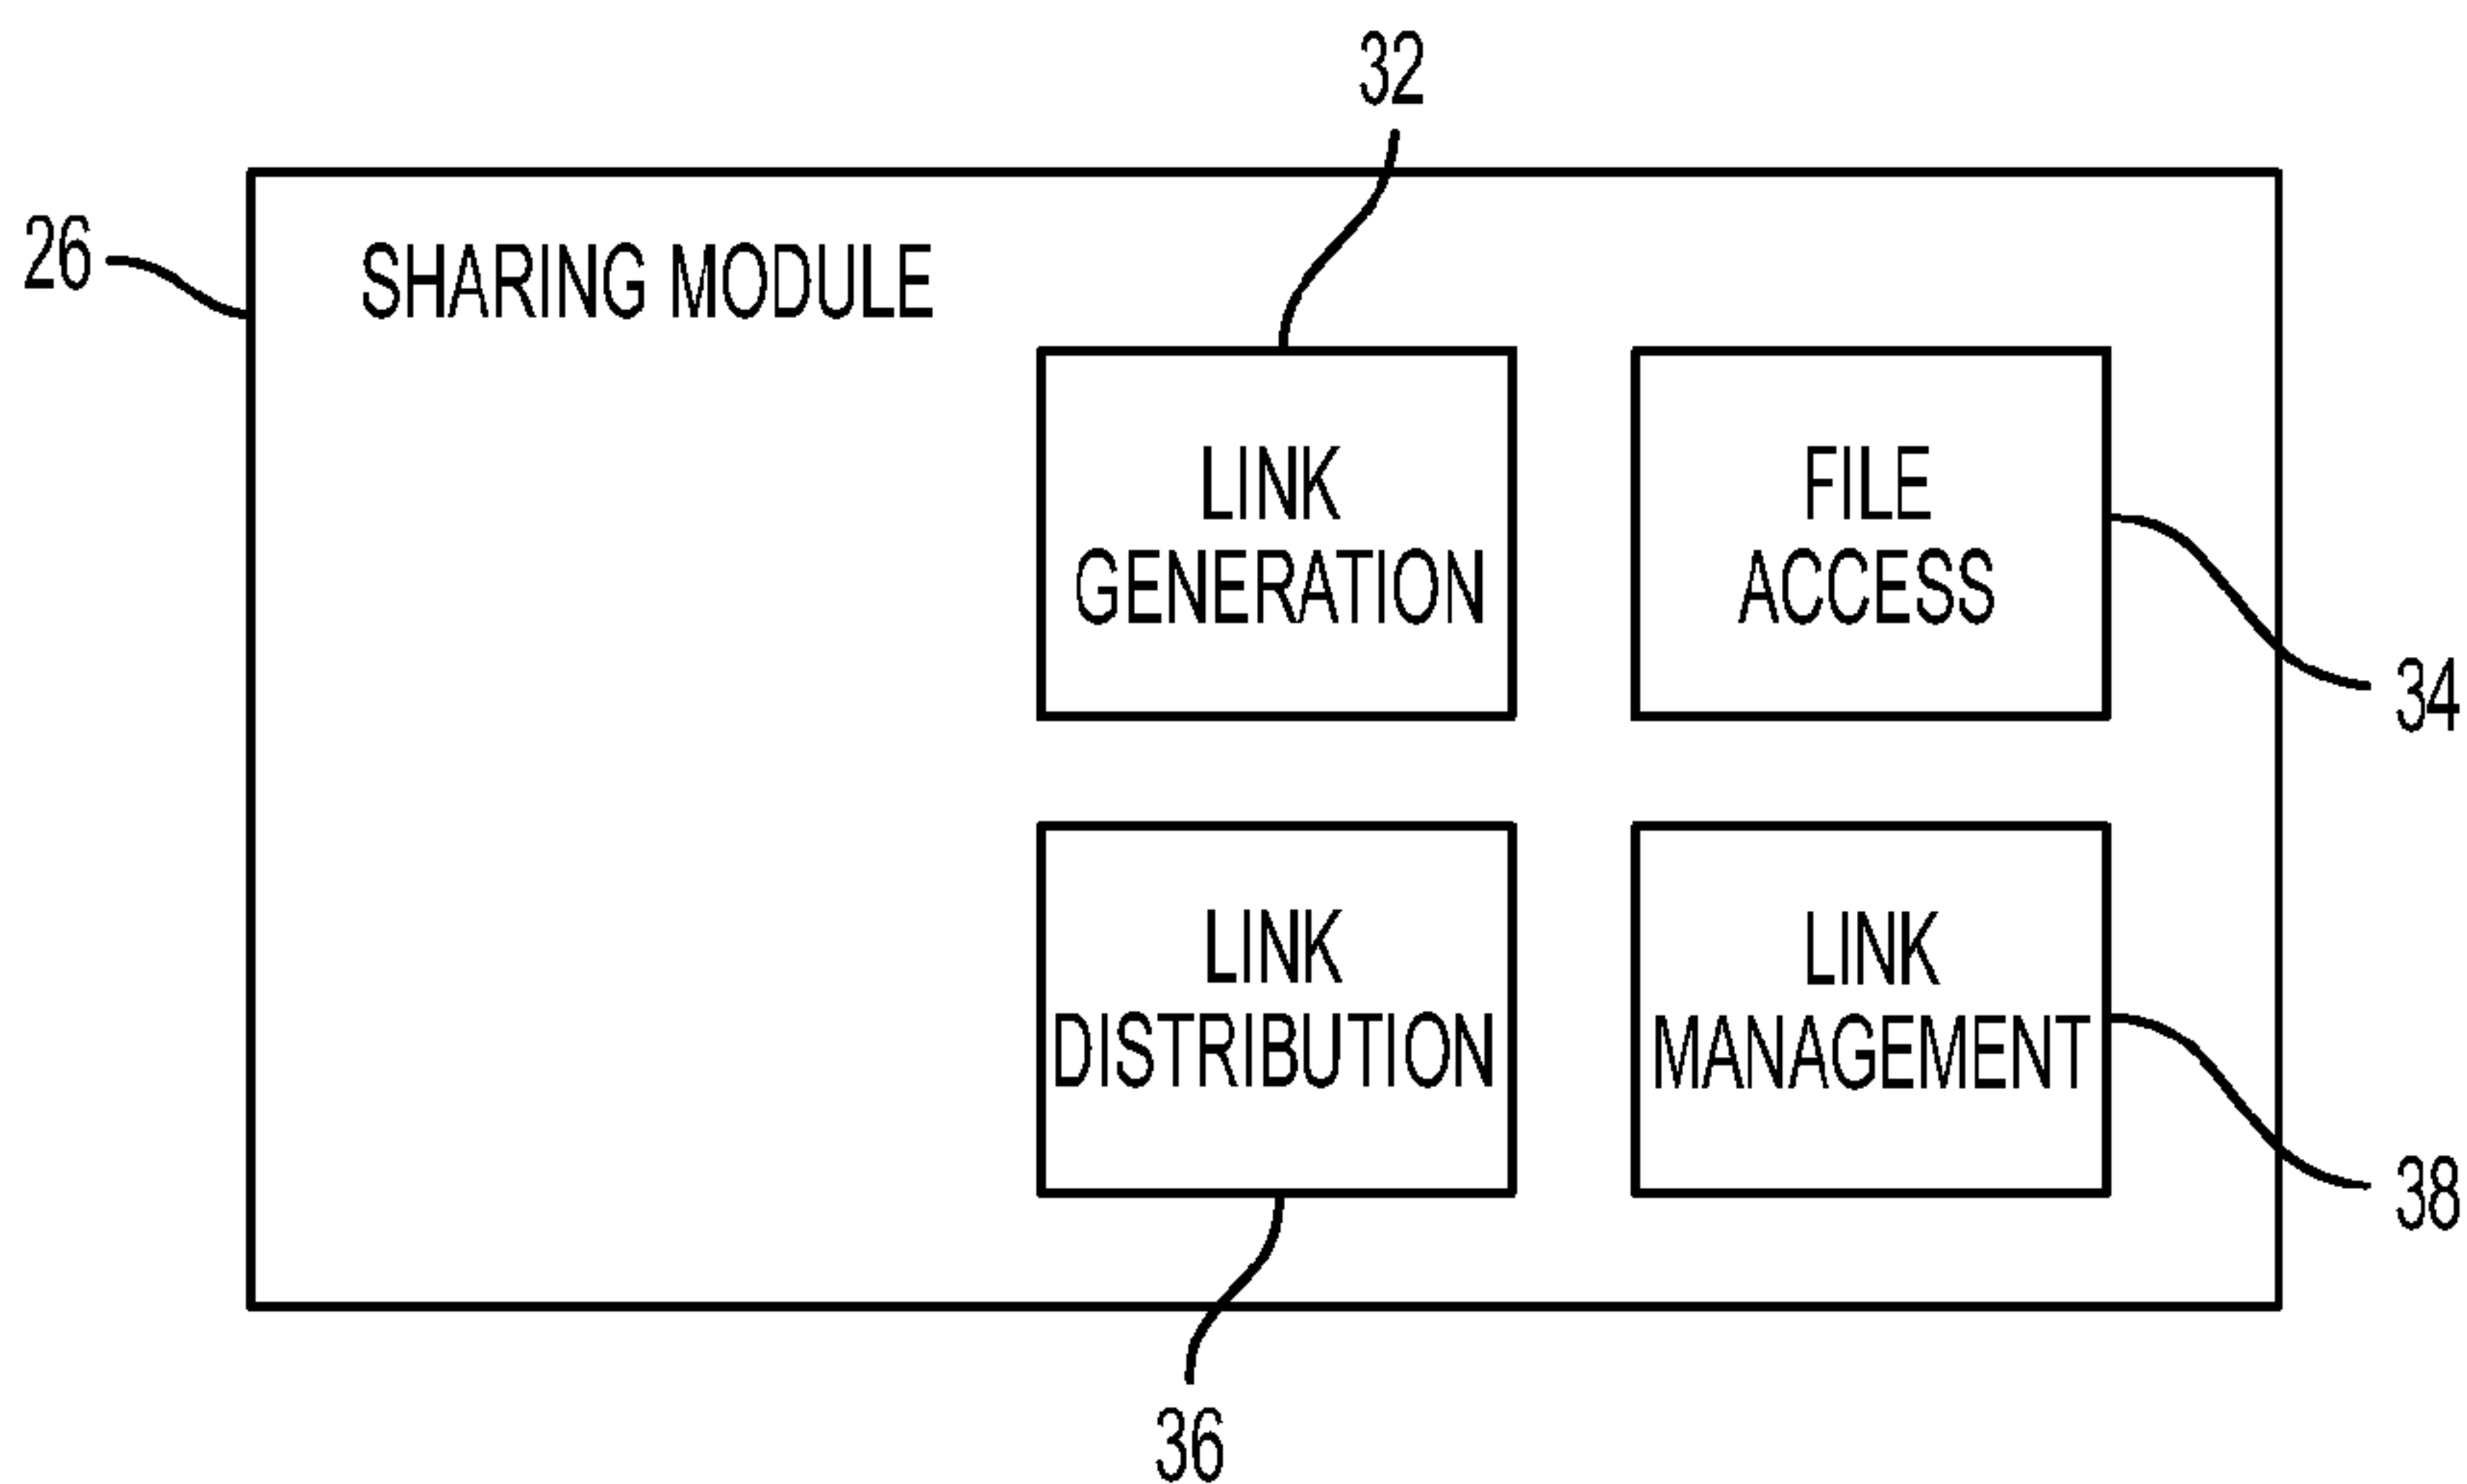 32
26
SHARING MODULE
LINK
GENERATION
FILE
ACCESS
34
LINK
DISTRIBUTION
LINK
MANAGEMENT
38
36